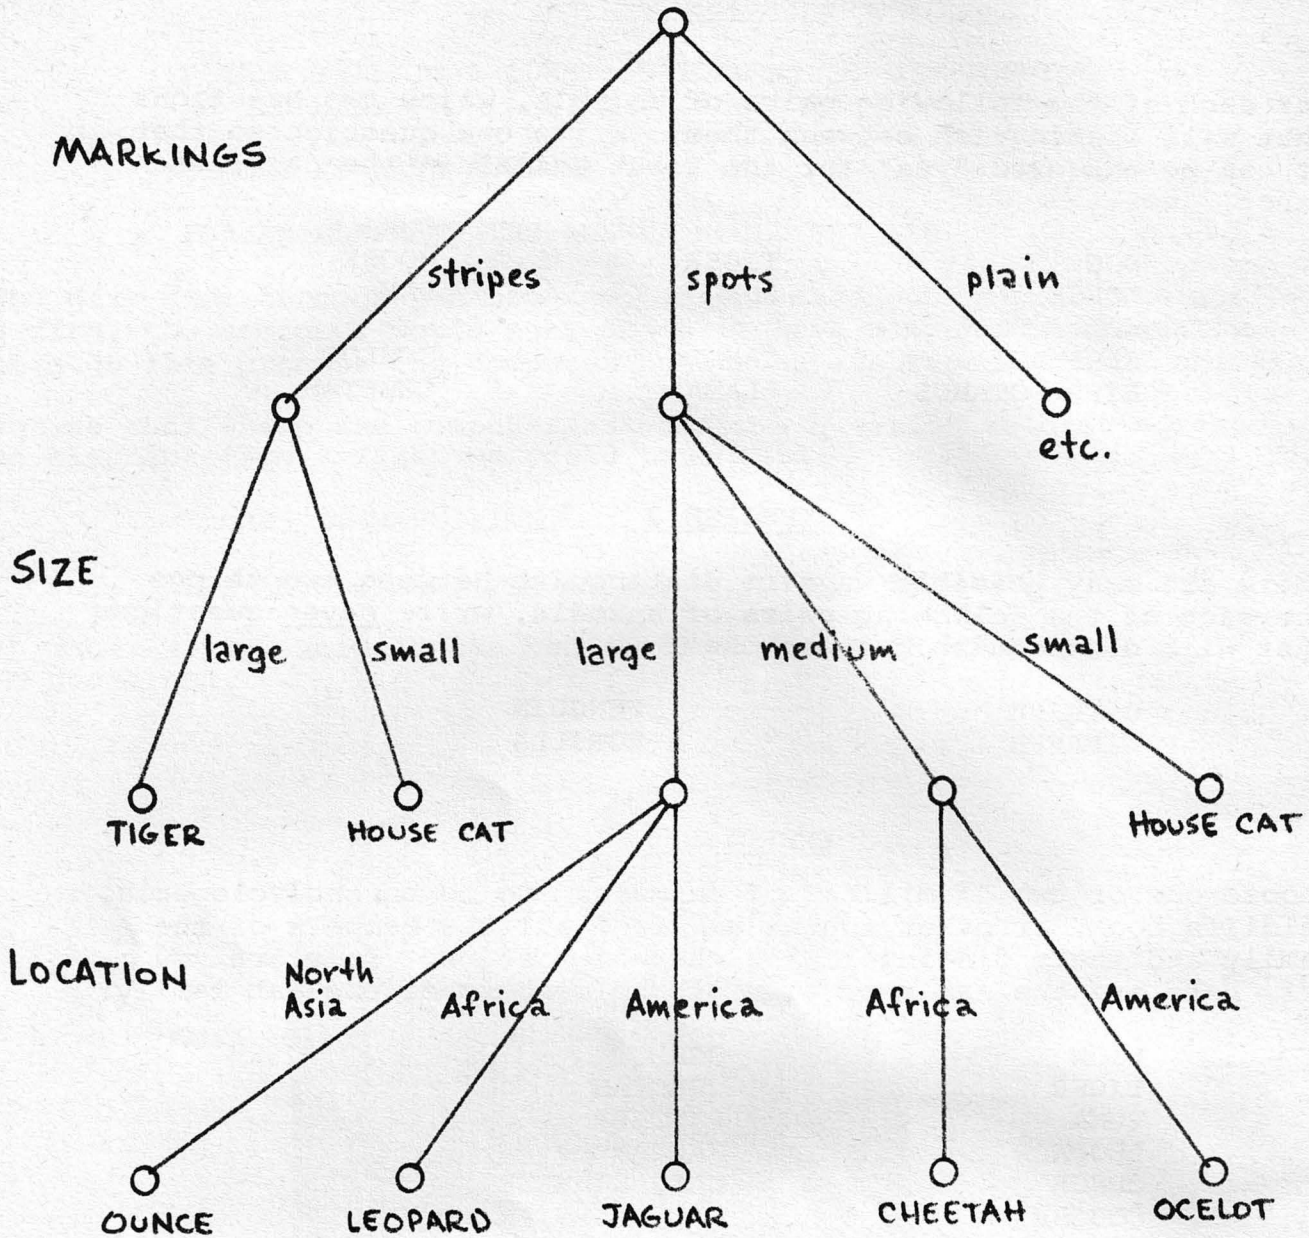 MARKINGS
stripes
spots
plain
etc.
SIZE
large
small
large
medium
small
TIGER
HOUSE CAT
HOUSE CAT
LOCATION
North
Asia
Africa
America
Africa
America
OUNCE
LEOPARD
JAGUAR
CHEETAH
OCELOT